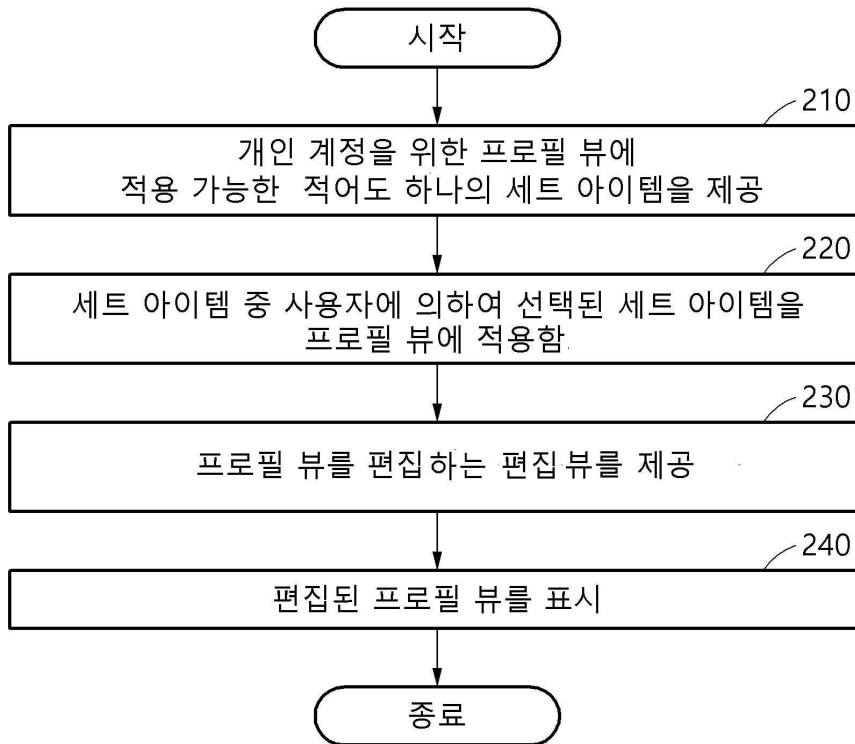 시작
210
개인 계정을 위한 프로필 뷰에
적용 가능한 적어도 하나의 세트 아이템을 제공
220
세트 아이템 중 사용자에 의하여 선택된 세트 아이템을
프로필 뷰에 적용함
230
프로필 뷰를 편집하는 편집 뷰를 제공
240
편집된 프로필 뷰를 표시
종료